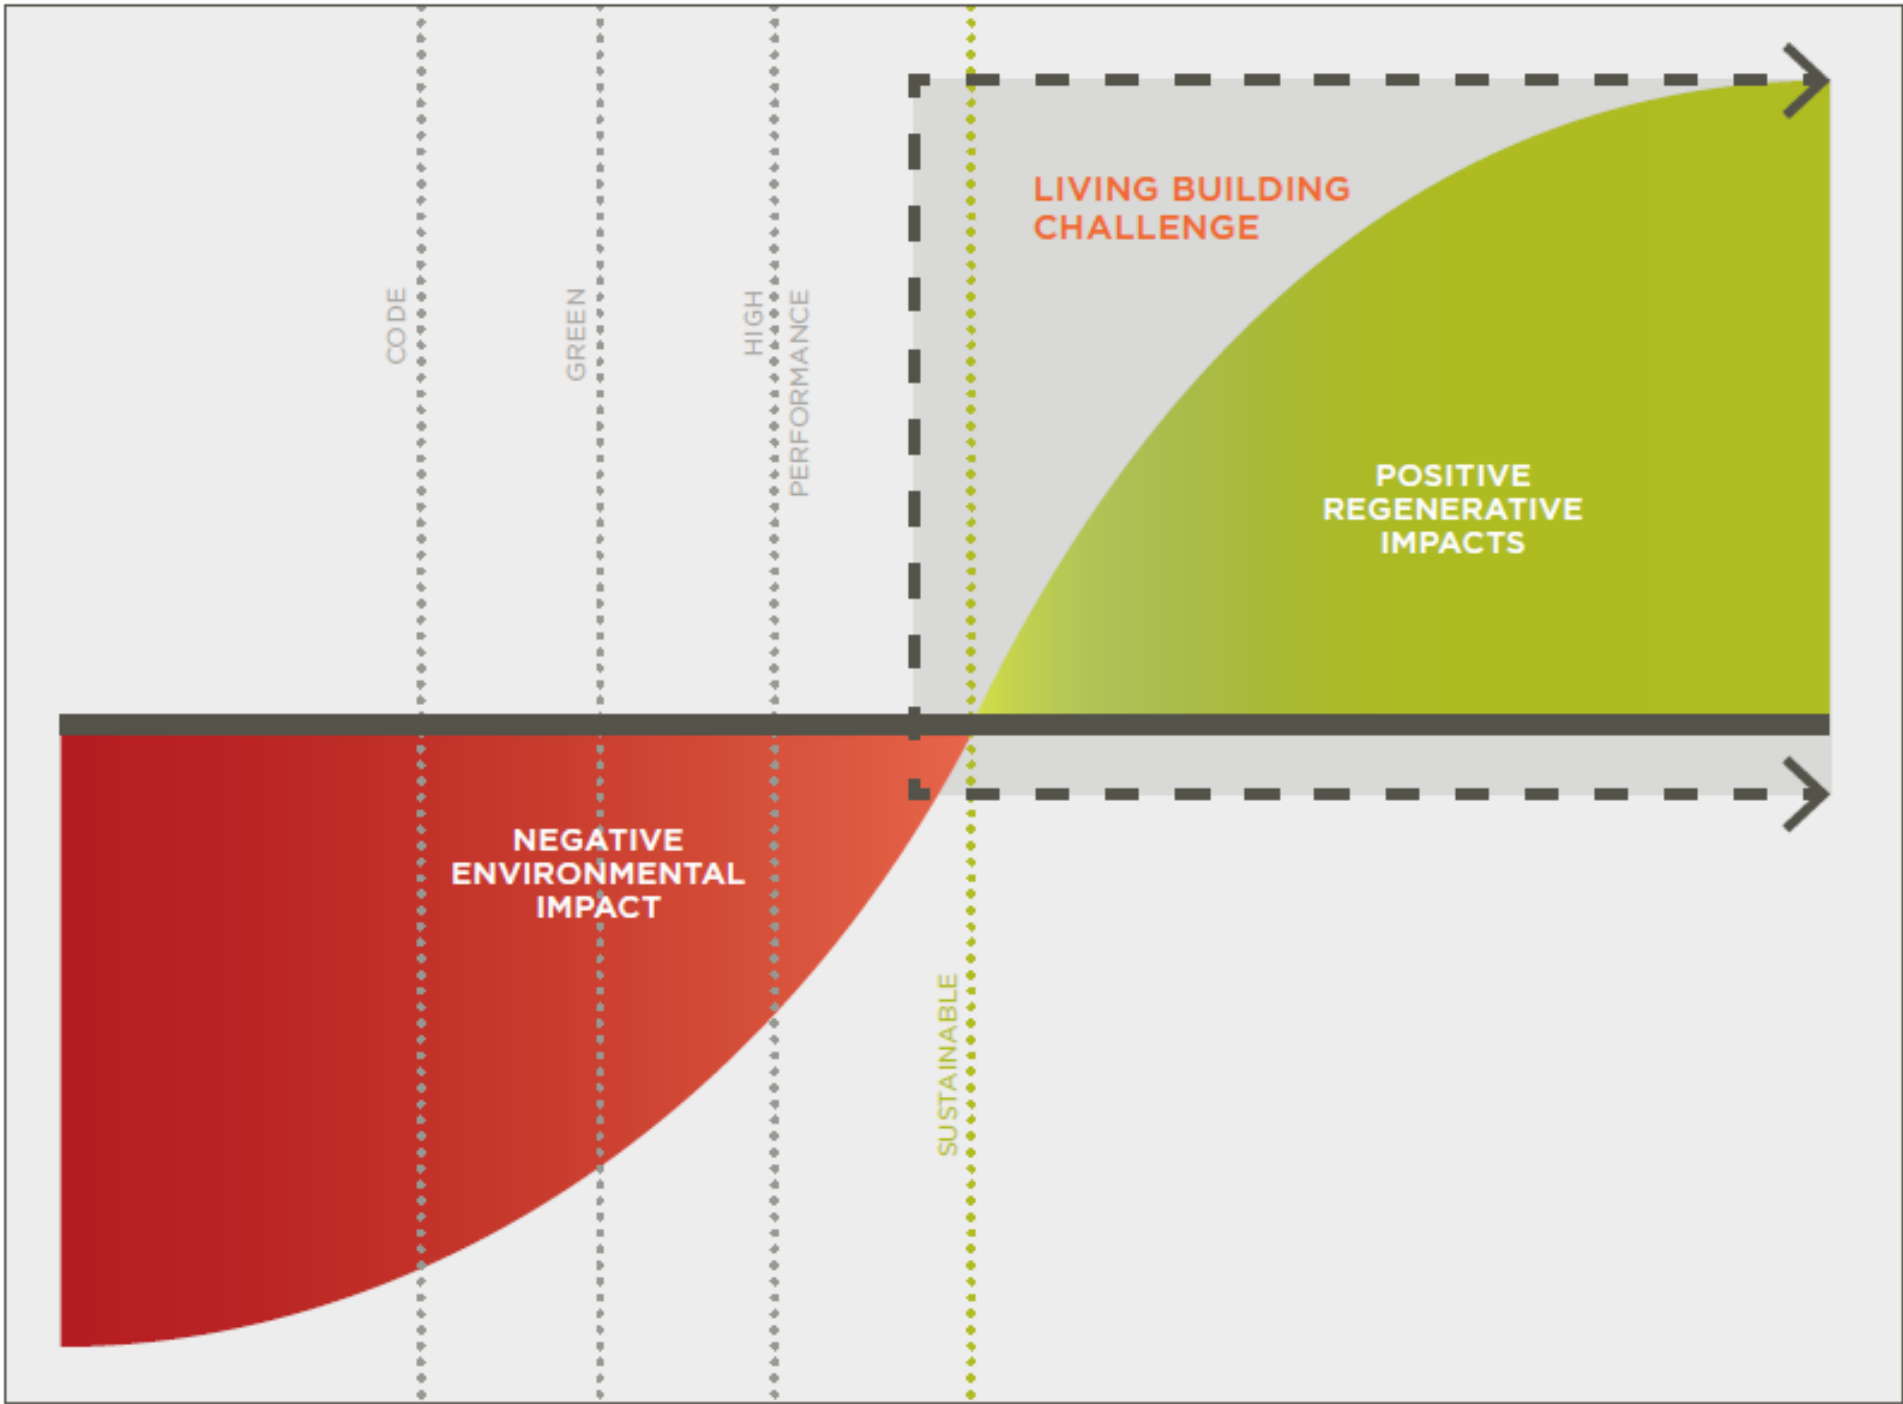 LIVING BUILDING
CHALLENGE
CODE
GREEN
HIGH
PERFORMANCE
POSITIVE
REGENERATIVE
IMPACTS
NEGATIVE
ENVIRONMENTAL
IMPACT
SUSTAINABLE